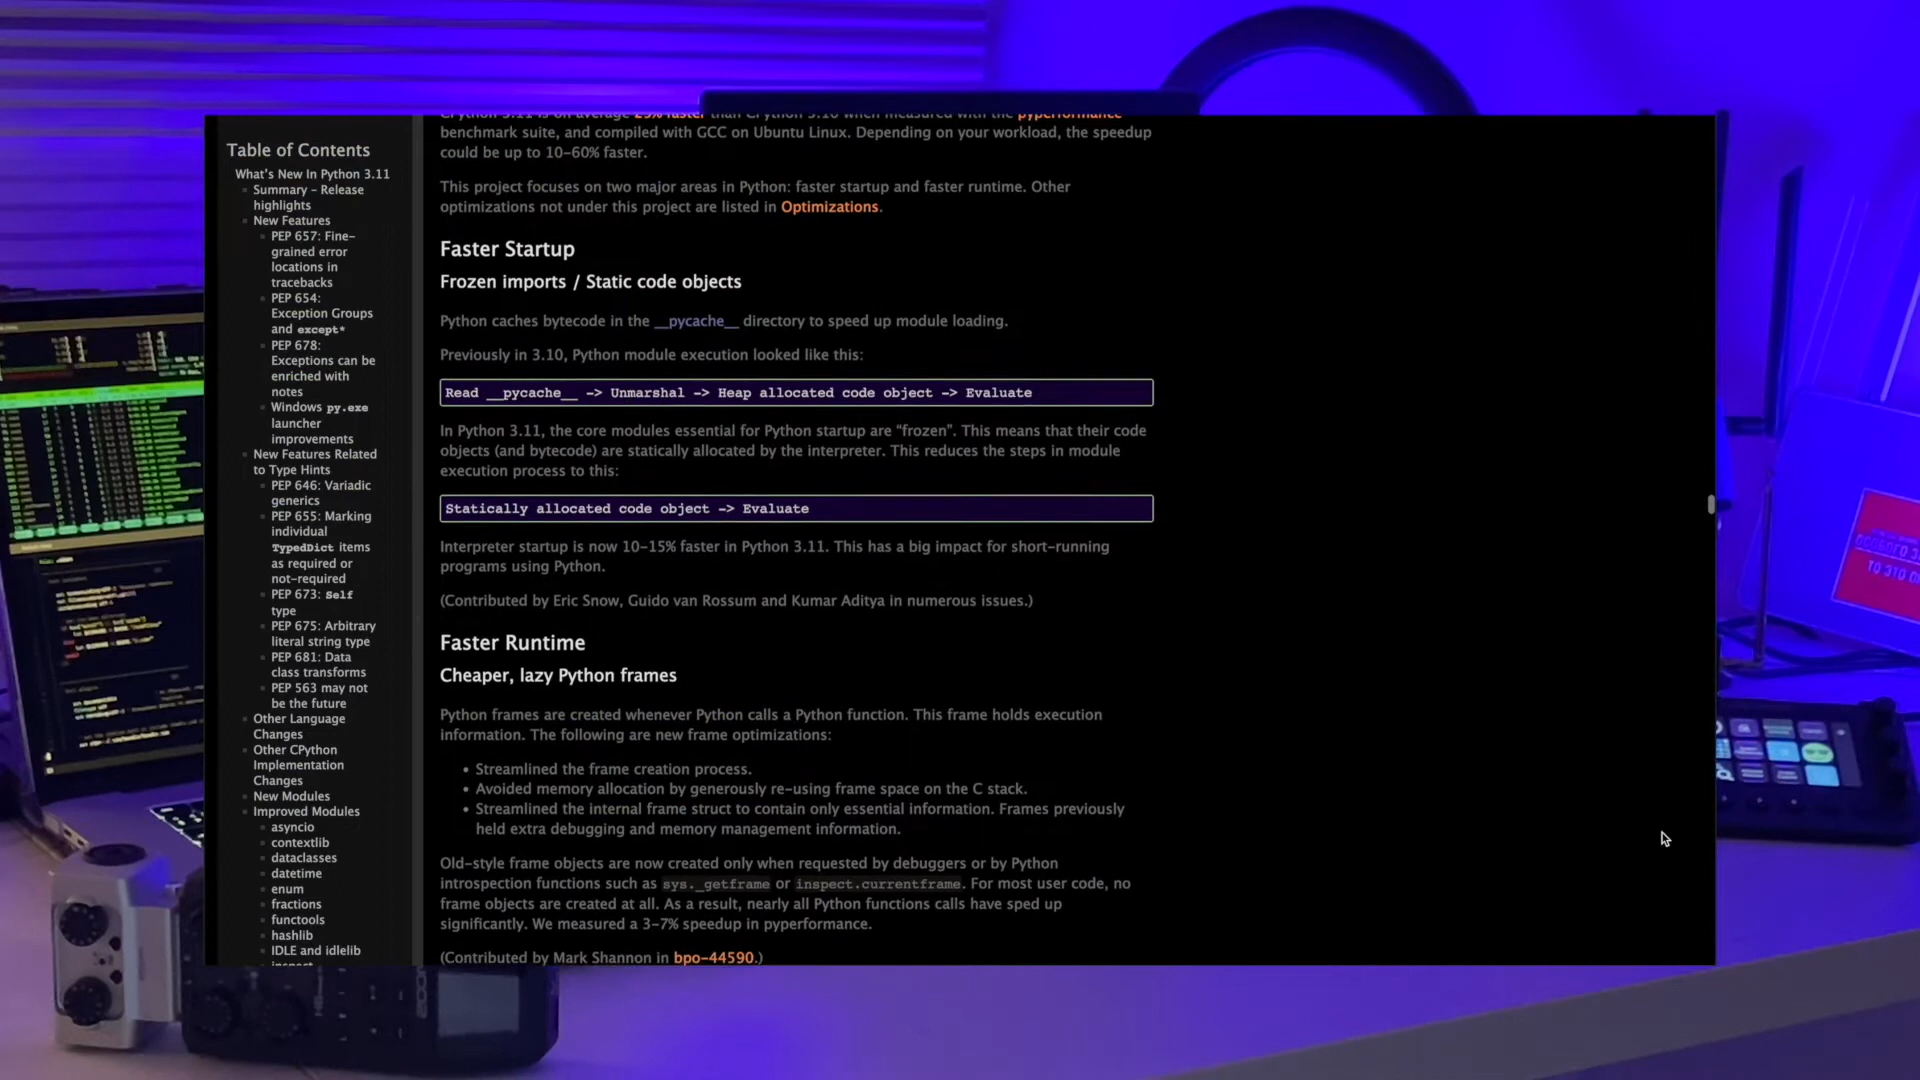 Table of Contents
What's New In Python 3.11
Summary – Release
highlights
New Features
PEP 657: Fine-
grained error
locations in
tracebacks
PEP 654:
Exception Groups
and except*
PEP 678:
Exceptions can be
enriched with
notes
Windows py.exe
launcher
improvements
New Features Related
to Type Hints
PEP 646: Variadic
generics
PEP 655: Marking
individual
TypedDict items
as required or
not-required
PEP 673: Self
type
PEP 675: Arbitrary
literal string type
PEP 681: Data
class transforms
PEP 563 may not
be the future
Other Language
Changes
Other CPython
Implementation
Changes
New Modules
Improved Modules
asyncio
contextlib
dataclasses
datetime
enum
fractions
functools
hashlib
IDLE and idlelib
inspect
CPython 3.11 is on average 25% faster than CPython 3.10 when measured with the pyperformance
benchmark suite, and compiled with GCC on Ubuntu Linux. Depending on your workload, the speedup
could be up to 10–60% faster.
This project focuses on two major areas in Python: faster startup and faster runtime. Other
optimizations not under this project are listed in Optimizations.
Faster Startup
Frozen imports / Static code objects
Python caches bytecode in the __pycache__ directory to speed up module loading.
Previously in 3.10, Python module execution looked like this:
Read __pycache__ -> Unmarshal -> Heap allocated code object -> Evaluate
In Python 3.11, the core modules essential for Python startup are “frozen”. This means that their code
objects (and bytecode) are statically allocated by the interpreter. This reduces the steps in module
execution process to this:
Statically allocated code object -> Evaluate
Interpreter startup is now 10–15% faster in Python 3.11. This has a big impact for short-running
programs using Python.
(Contributed by Eric Snow, Guido van Rossum and Kumar Aditya in numerous issues.)
Faster Runtime
Cheaper, lazy Python frames
Python frames are created whenever Python calls a Python function. This frame holds execution
information. The following are new frame optimizations:
Streamlined the frame creation process.
Avoided memory allocation by generously re-using frame space on the C stack.
Streamlined the internal frame struct to contain only essential information. Frames previously
held extra debugging and memory management information.
Old-style frame objects are now created only when requested by debuggers or by Python
introspection functions such as sys._getframe or inspect.currentframe. For most user code, no
frame objects are created at all. As a result, nearly all Python functions calls have sped up
significantly. We measured a 3–7% speedup in pyperformance.
(Contributed by Mark Shannon in bpo-44590.)